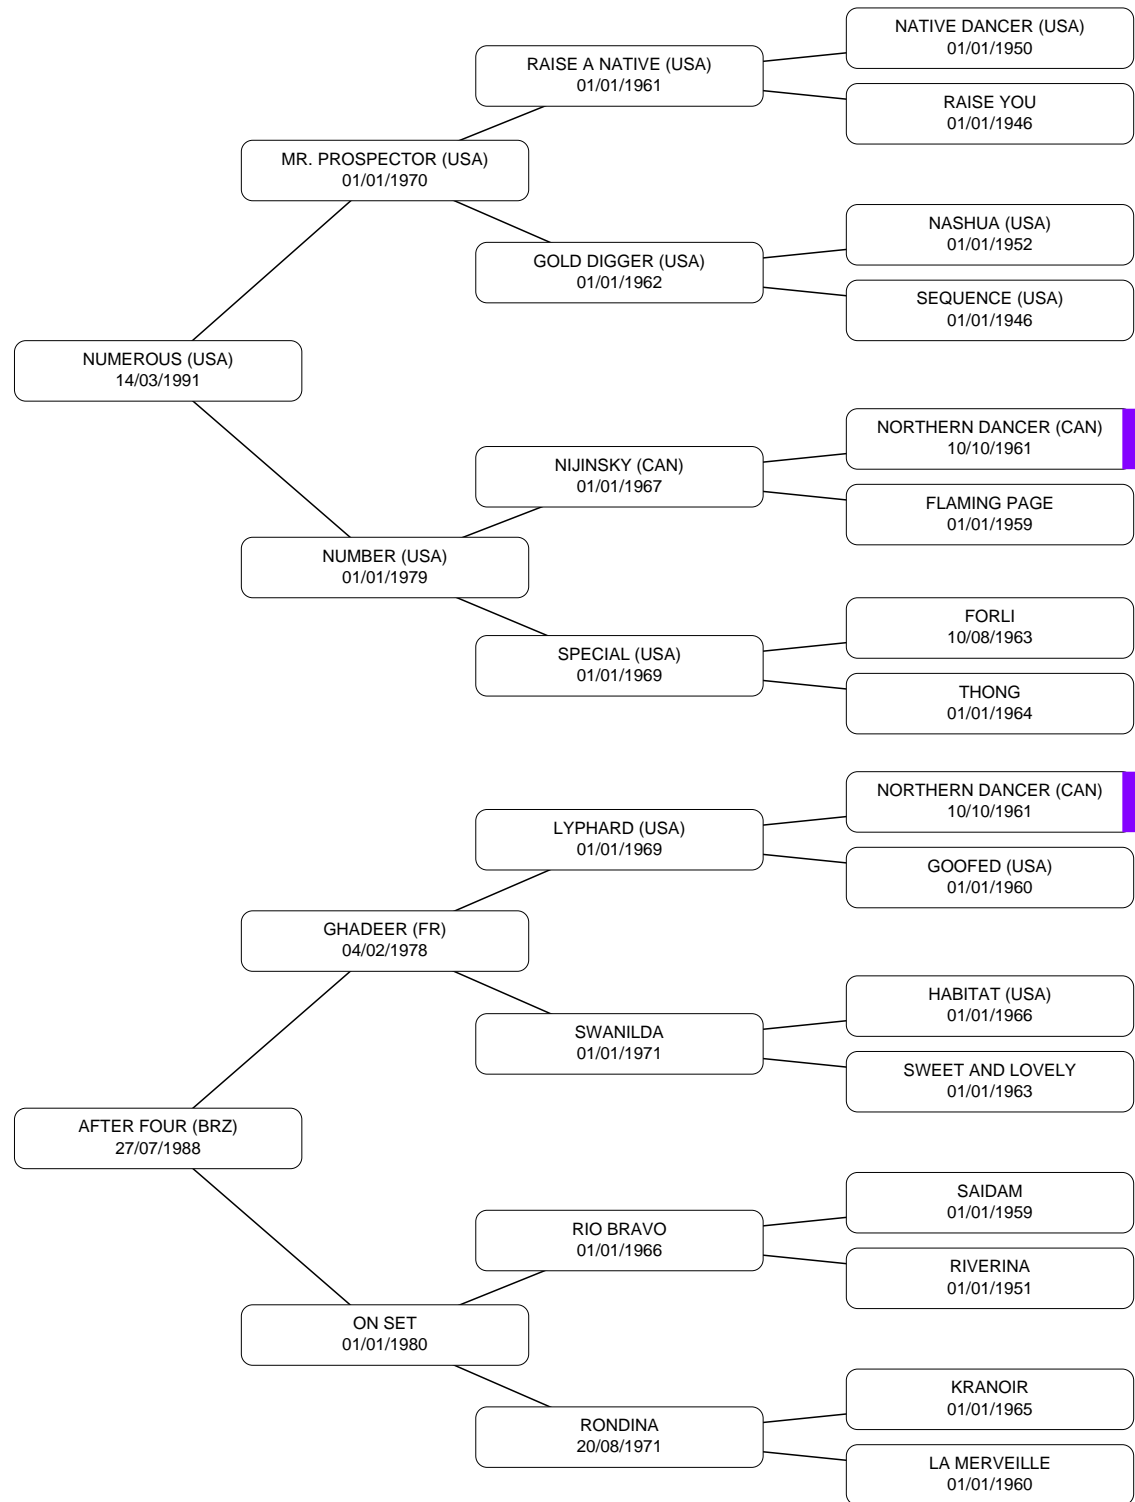 NATIVE DANCER (USA)
01/01/1950
RAISE A NATIVE (USA)
01/01/1961
RAISE YOU
01/01/1946
MR. PROSPECTOR (USA)
01/01/1970
NASHUA (USA)
01/01/1952
GOLD DIGGER (USA)
01/01/1962
SEQUENCE (USA)
01/01/1946
NUMEROUS (USA)
14/03/1991
NORTHERN DANCER (CAN)
10/10/1961
NIJINSKY (CAN)
01/01/1967
FLAMING PAGE
01/01/1959
NUMBER (USA)
01/01/1979
FORLI
10/08/1963
SPECIAL (USA)
01/01/1969
THONG
01/01/1964
NORTHERN DANCER (CAN)
10/10/1961
LYPHARD (USA)
01/01/1969
GOOFED (USA)
01/01/1960
GHADEER (FR)
04/02/1978
HABITAT (USA)
01/01/1966
SWANILDA
01/01/1971
SWEET AND LOVELY
01/01/1963
AFTER FOUR (BRZ)
27/07/1988
SAIDAM
01/01/1959
RIO BRAVO
01/01/1966
RIVERINA
01/01/1951
ON SET
01/01/1980
KRANOIR
01/01/1965
RONDINA
20/08/1971
LA MERVEILLE
01/01/1960